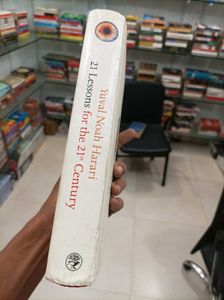 Yuval Noah Harari
21 Lessons for the 21st Century